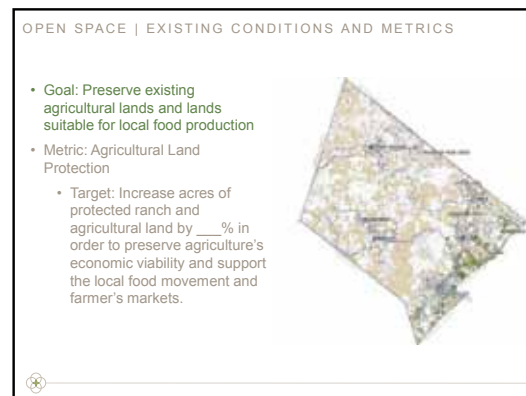 OPEN SPACE | EXISTING CONDITIONS AND METRICS
• Goal: Preserve existing
agricultural lands and lands
suitable for local food production
• Metric: Agricultural Land
Protection
• Target: Increase acres of
protected ranch and
agricultural land by ___% in
order to preserve agriculture's
economic viability and support
the local food movement and
farmer's markets.